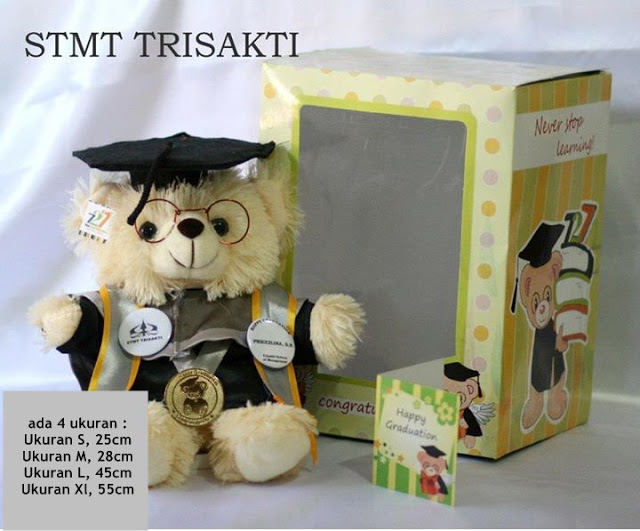 STMT TRISAKTI
Never stop
learning!
STMT TRISAKTI
congratu
Happy
Graduation
ada 4 ukuran :
Ukuran S, 25cm
Ukuran M, 28cm
Ukuran L, 45cm
Ukuran Xl, 55cm